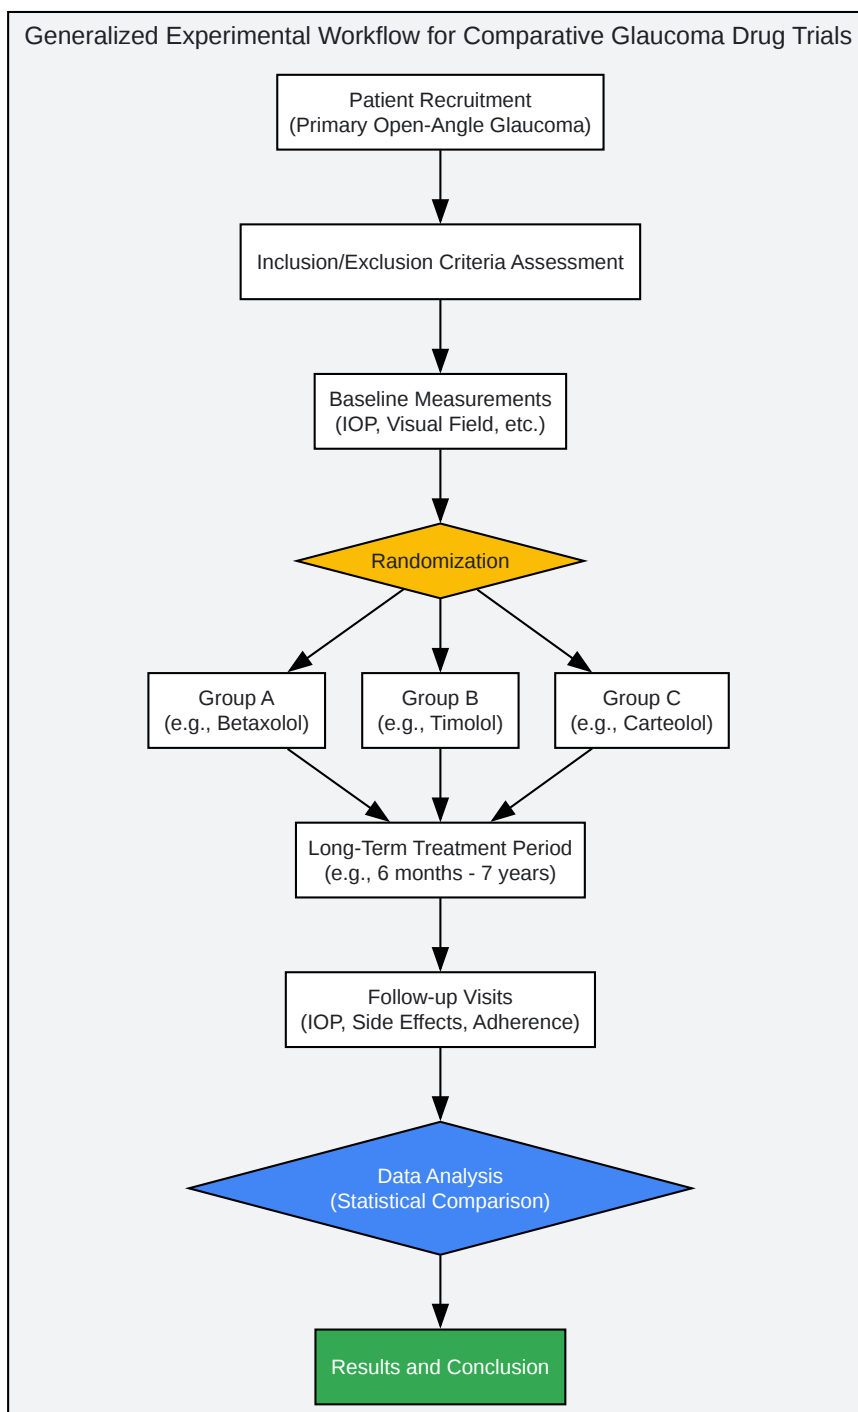 Generalized Experimental Workflow for Comparative Glaucoma Drug Trials
Patient Recruitment
(Primary Open-Angle Glaucoma)
Inclusion/Exclusion Criteria Assessment
Baseline Measurements
(IOP, Visual Field, etc.)
Randomization
Group A
(e.g., Betaxolol)
Group B
(e.g., Timolol)
Group C
(e.g., Carteolol)
Long-Term Treatment Period
(e.g., 6 months - 7 years)
Follow-up Visits
(IOP, Side Effects, Adherence)
Data Analysis
(Statistical Comparison)
Results and Conclusion